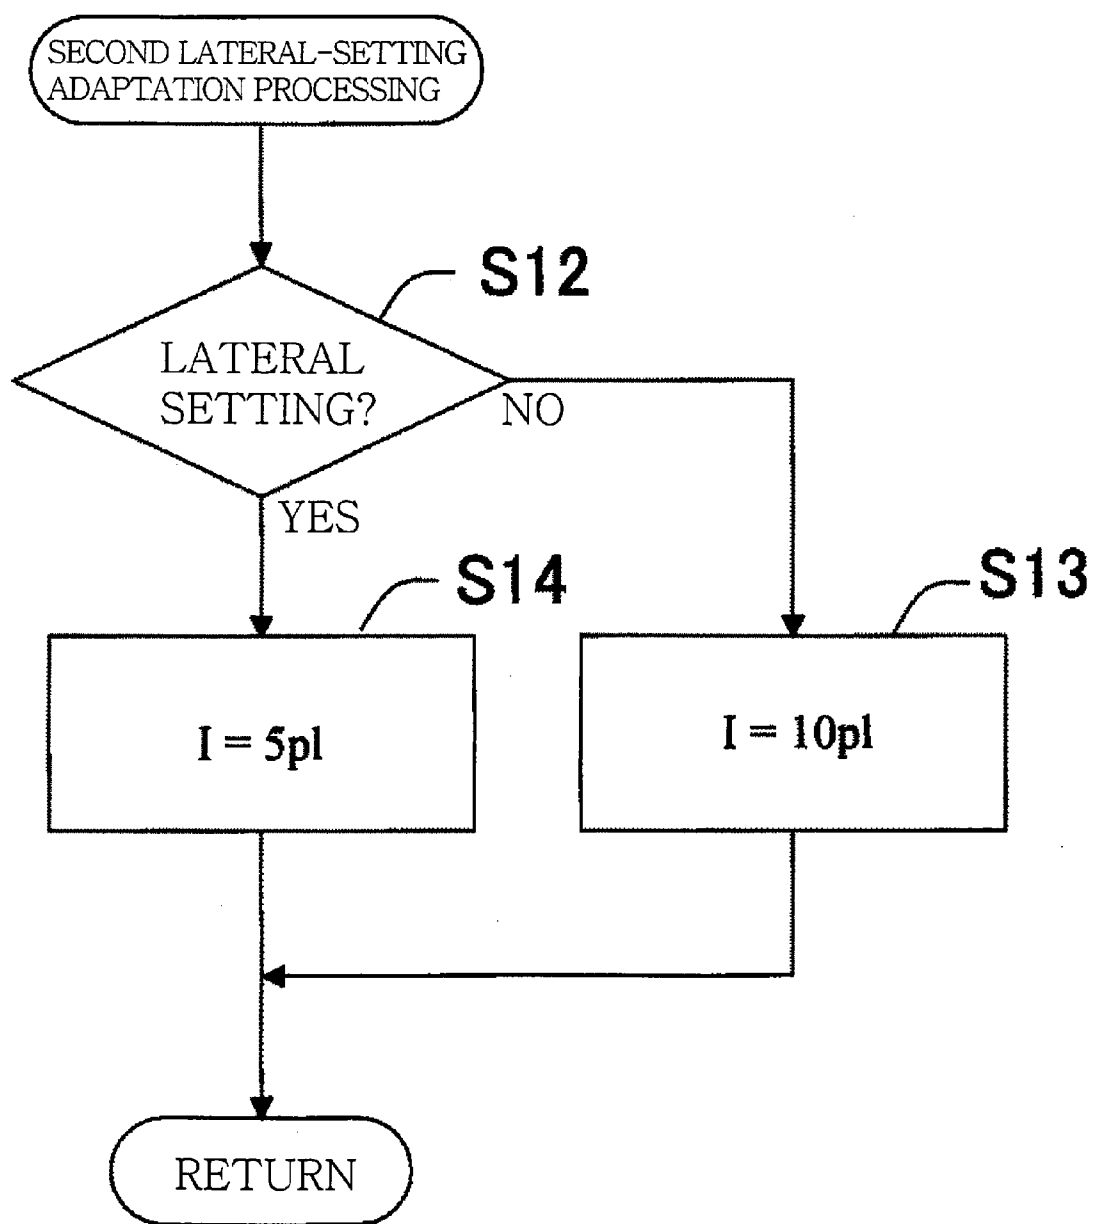 SECOND LATERAL-SETTING
ADAPTATION PROCESSING
S12
LATERAL
SETTING?
NO
YES
S14
S13
I = 5pl
I = 10pl
RETURN